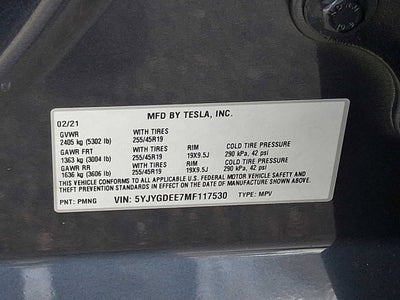 MFD BY TESLA, INC.
02/21
GVWR WITH TIRES
2405 kg (5302 lb) 255/45R19
GAWR FRT WITH TIRES RIM COLD TIRE PRESSURE
1363 kg (3004 lb) 255/45R19 19X9.5J 290 kPa, 42 psi
GAWR RR WITH TIRES RIM COLD TIRE PRESSURE
1636 kg (3606 lb) 255/45R19 19X9.5J 290 kPa, 42 psi
THIS VEHICLE CONFORMS TO ALL APPLICABLE U.S. FEDERAL MOTOR VEHICLE SAFETY AND
THEFT PREVENTION STANDARDS IN EFFECT ON THE DATE OF MANUFACTURE SHOWN ABOVE.
PNT: PMNG VIN: 5YJYGDEE7MF117530 TYPE: MPV